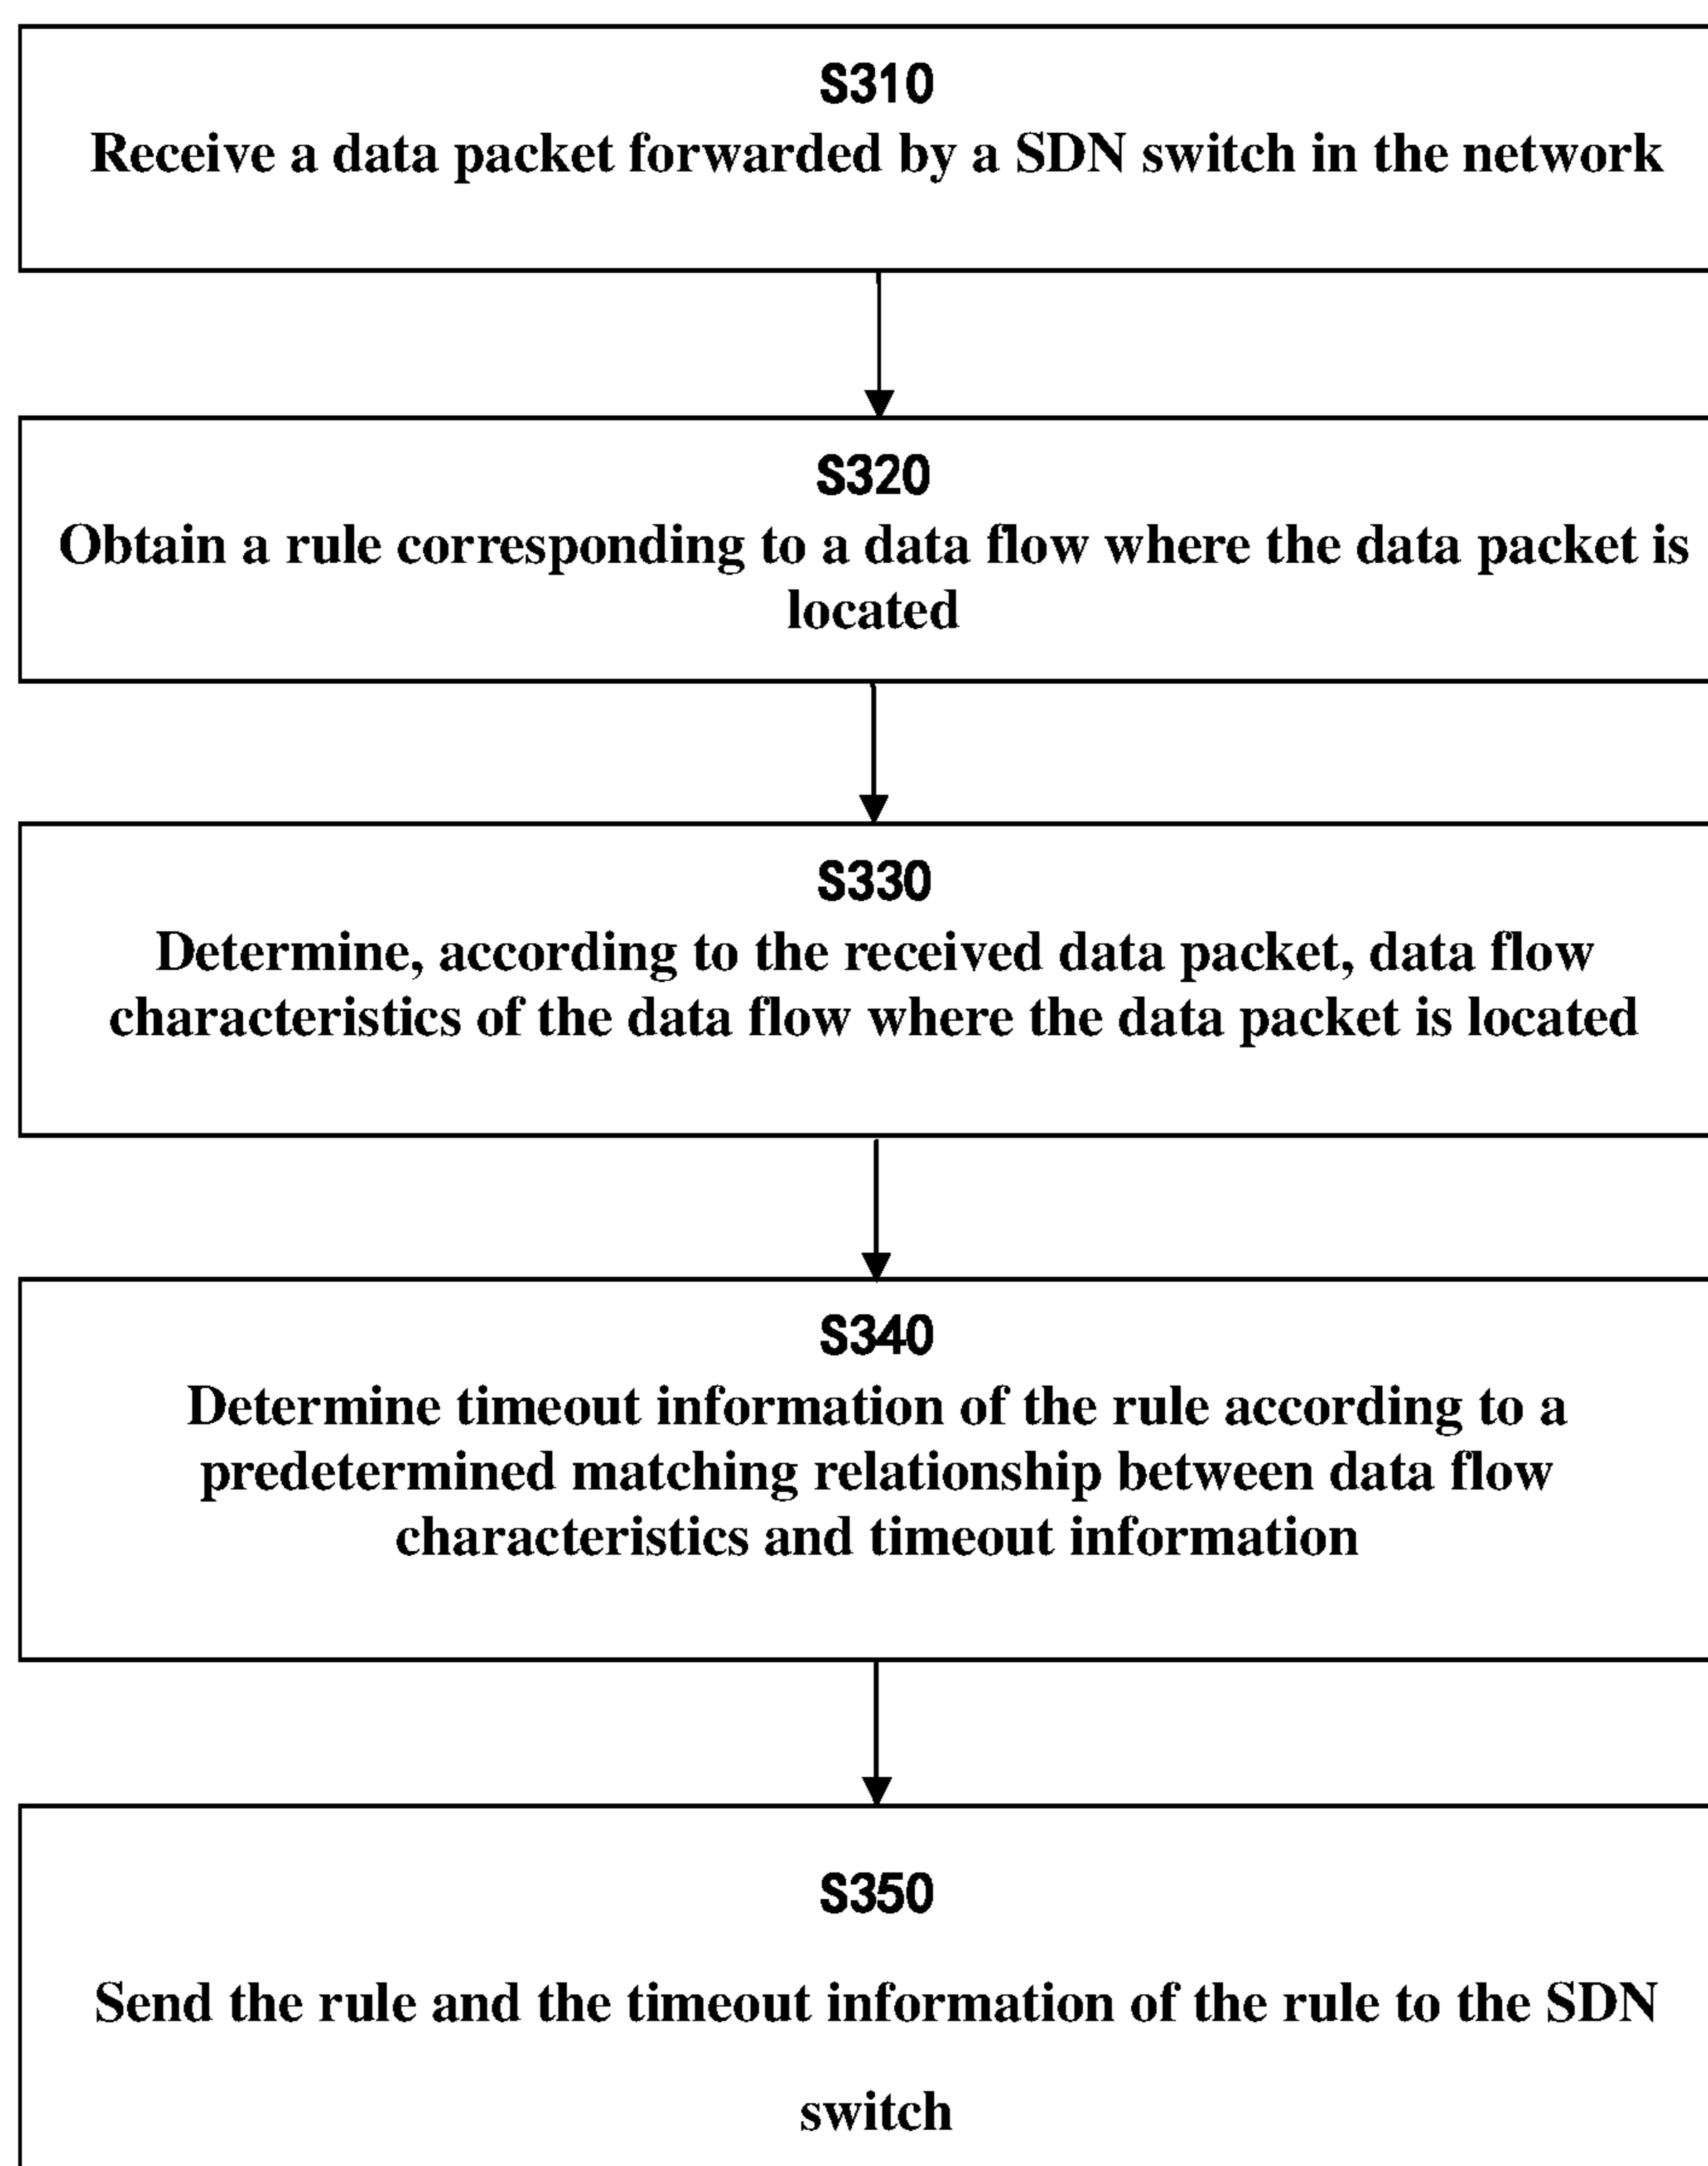 S310
Receive a data packet forwarded by a SDN switch in the network
S320
Obtain a rule corresponding to a data flow where the data packet is
located
S330
Determine, according to the received data packet, data flow
characteristics of the data flow where the data packet is located
S340
Determine timeout information of the rule according to a
predetermined matching relationship between data flow
characteristics and timeout information
S350
Send the rule and the timeout information of the rule to the SDN
switch